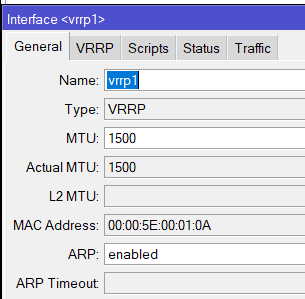 Interface <vrrp1>
General VRRP Scripts Status Traffic
Name: vrrp1
Type: VRRP
MTU: 1500
Actual MTU: 1500
L2 MTU:
MAC Address: 00:00:5E:00:01:0A
ARP: enabled
ARP Timeout: